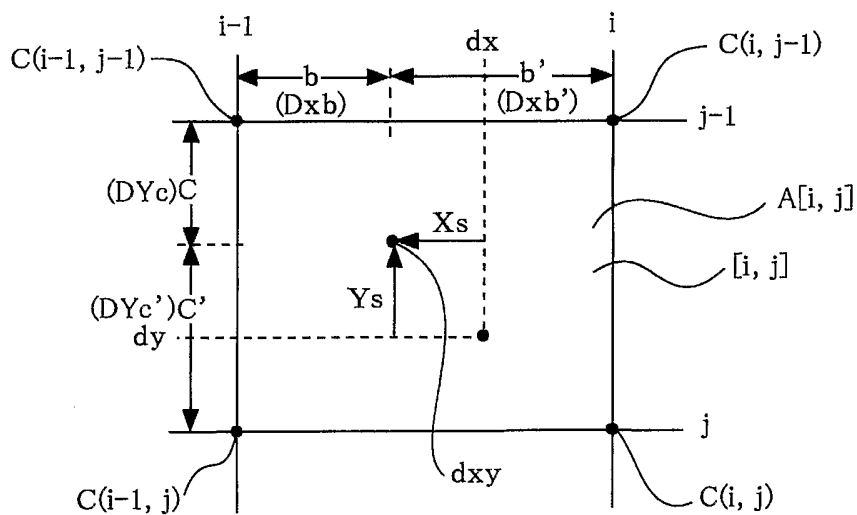 i-1
i
dx
C(i-1, j-1)
C(i, j-1)
b
b'
(Dxb)
(Dxb')
j-1
(DYc)C
A[i, j]
Xs
[i, j]
(DYc')C'
Ys
dy
j
dxy
C(i-1, j)
C(i, j)